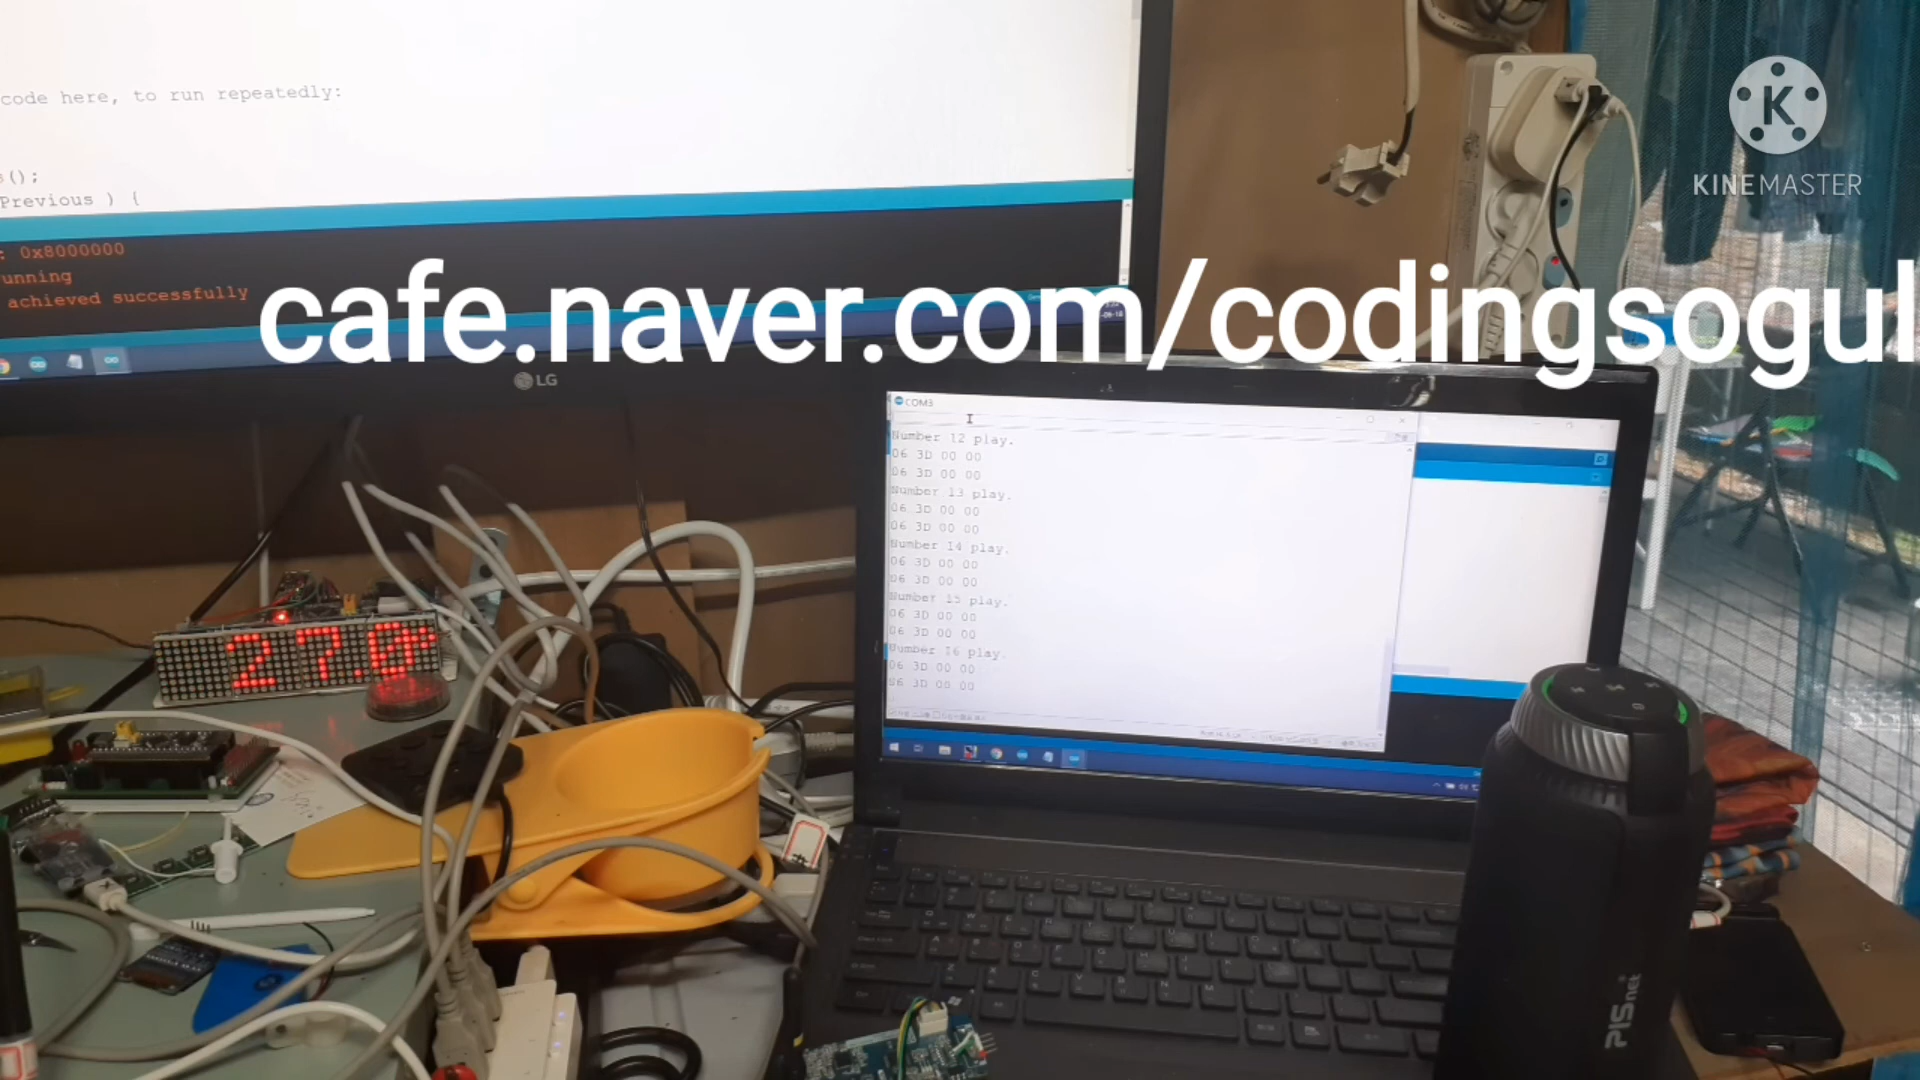 code here, to run repeatedly:
s();
Previous ) {
: 0x8000000
unning
achieved successfully
K
KINEMASTER
cafe.naver.com/codingsogul
LG
COM3
Number 12 play.
06 3D 00 00
06 3D 00 00
Number 13 play.
06 3D 00 00
06 3D 00 00
Number 14 play.
06 3D 00 00
06 3D 00 00
Number 15 play.
06 3D 00 00
06 3D 00 00
Number 16 play.
06 3D 00 00
06 3D 00 00
27.0°
PISnet